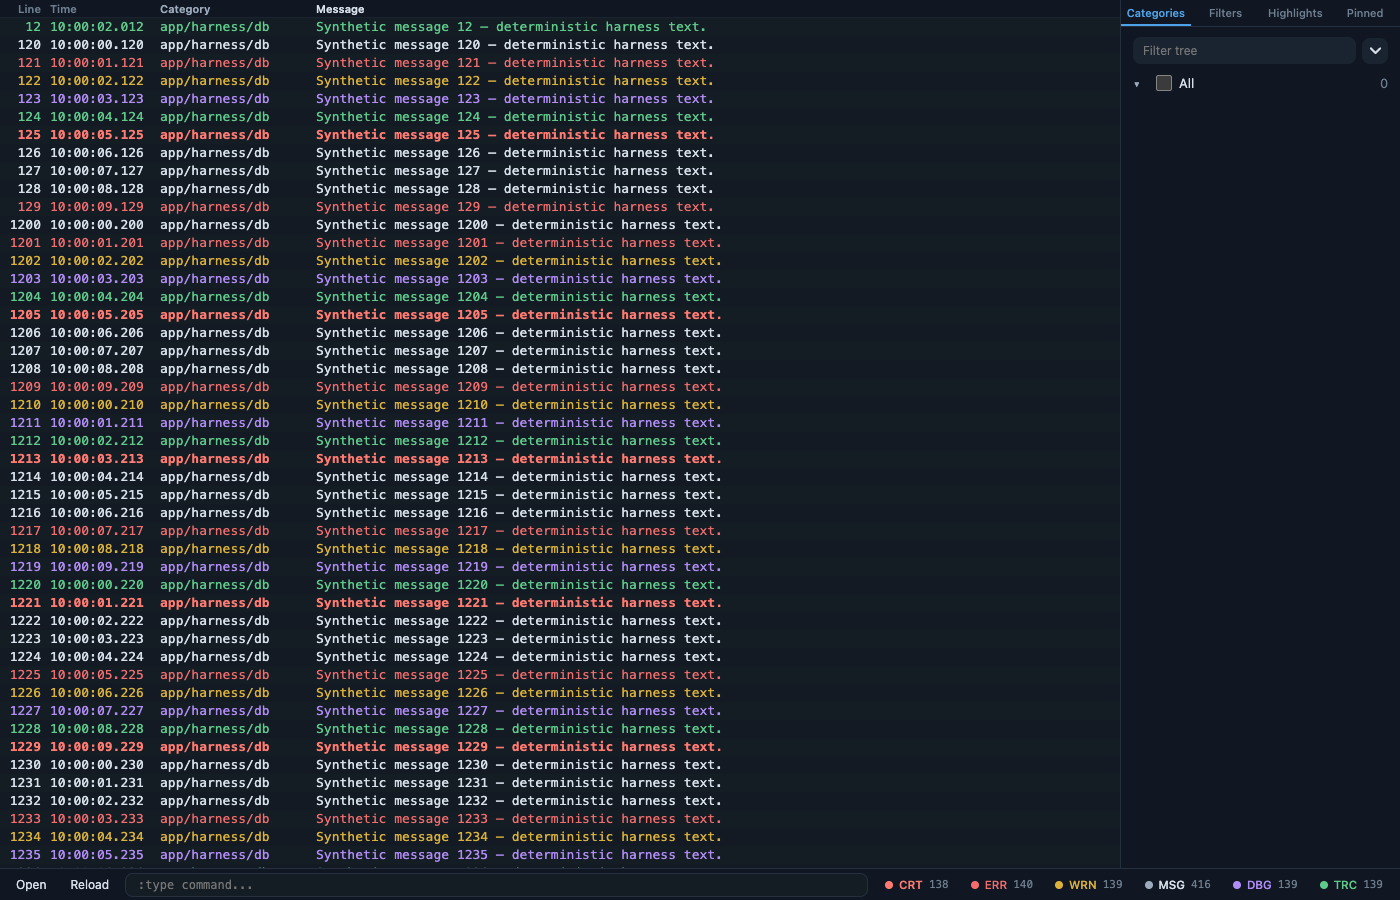 Line Time Category Message
12 10:00:02.012 app/harness/db Synthetic message 12 — deterministic harness text.
120 10:00:00.120 app/harness/db Synthetic message 120 — deterministic harness text.
121 10:00:01.121 app/harness/db Synthetic message 121 — deterministic harness text.
122 10:00:02.122 app/harness/db Synthetic message 122 — deterministic harness text.
123 10:00:03.123 app/harness/db Synthetic message 123 — deterministic harness text.
124 10:00:04.124 app/harness/db Synthetic message 124 — deterministic harness text.
125 10:00:05.125 app/harness/db Synthetic message 125 — deterministic harness text.
126 10:00:06.126 app/harness/db Synthetic message 126 — deterministic harness text.
127 10:00:07.127 app/harness/db Synthetic message 127 — deterministic harness text.
128 10:00:08.128 app/harness/db Synthetic message 128 — deterministic harness text.
129 10:00:09.129 app/harness/db Synthetic message 129 — deterministic harness text.
1200 10:00:00.200 app/harness/db Synthetic message 1200 — deterministic harness text.
1201 10:00:01.201 app/harness/db Synthetic message 1201 — deterministic harness text.
1202 10:00:02.202 app/harness/db Synthetic message 1202 — deterministic harness text.
1203 10:00:03.203 app/harness/db Synthetic message 1203 — deterministic harness text.
1204 10:00:04.204 app/harness/db Synthetic message 1204 — deterministic harness text.
1205 10:00:05.205 app/harness/db Synthetic message 1205 — deterministic harness text.
1206 10:00:06.206 app/harness/db Synthetic message 1206 — deterministic harness text.
1207 10:00:07.207 app/harness/db Synthetic message 1207 — deterministic harness text.
1208 10:00:08.208 app/harness/db Synthetic message 1208 — deterministic harness text.
1209 10:00:09.209 app/harness/db Synthetic message 1209 — deterministic harness text.
1210 10:00:00.210 app/harness/db Synthetic message 1210 — deterministic harness text.
1211 10:00:01.211 app/harness/db Synthetic message 1211 — deterministic harness text.
1212 10:00:02.212 app/harness/db Synthetic message 1212 — deterministic harness text.
1213 10:00:03.213 app/harness/db Synthetic message 1213 — deterministic harness text.
1214 10:00:04.214 app/harness/db Synthetic message 1214 — deterministic harness text.
1215 10:00:05.215 app/harness/db Synthetic message 1215 — deterministic harness text.
1216 10:00:06.216 app/harness/db Synthetic message 1216 — deterministic harness text.
1217 10:00:07.217 app/harness/db Synthetic message 1217 — deterministic harness text.
1218 10:00:08.218 app/harness/db Synthetic message 1218 — deterministic harness text.
1219 10:00:09.219 app/harness/db Synthetic message 1219 — deterministic harness text.
1220 10:00:00.220 app/harness/db Synthetic message 1220 — deterministic harness text.
1221 10:00:01.221 app/harness/db Synthetic message 1221 — deterministic harness text.
1222 10:00:02.222 app/harness/db Synthetic message 1222 — deterministic harness text.
1223 10:00:03.223 app/harness/db Synthetic message 1223 — deterministic harness text.
1224 10:00:04.224 app/harness/db Synthetic message 1224 — deterministic harness text.
1225 10:00:05.225 app/harness/db Synthetic message 1225 — deterministic harness text.
1226 10:00:06.226 app/harness/db Synthetic message 1226 — deterministic harness text.
1227 10:00:07.227 app/harness/db Synthetic message 1227 — deterministic harness text.
1228 10:00:08.228 app/harness/db Synthetic message 1228 — deterministic harness text.
1229 10:00:09.229 app/harness/db Synthetic message 1229 — deterministic harness text.
1230 10:00:00.230 app/harness/db Synthetic message 1230 — deterministic harness text.
1231 10:00:01.231 app/harness/db Synthetic message 1231 — deterministic harness text.
1232 10:00:02.232 app/harness/db Synthetic message 1232 — deterministic harness text.
1233 10:00:03.233 app/harness/db Synthetic message 1233 — deterministic harness text.
1234 10:00:04.234 app/harness/db Synthetic message 1234 — deterministic harness text.
1235 10:00:05.235 app/harness/db Synthetic message 1235 — deterministic harness text.
Categories Filters Highlights Pinned
Filter tree
All 0
Open Reload :type command... CRT 138 ERR 140 WRN 139 MSG 416 DBG 139 TRC 139